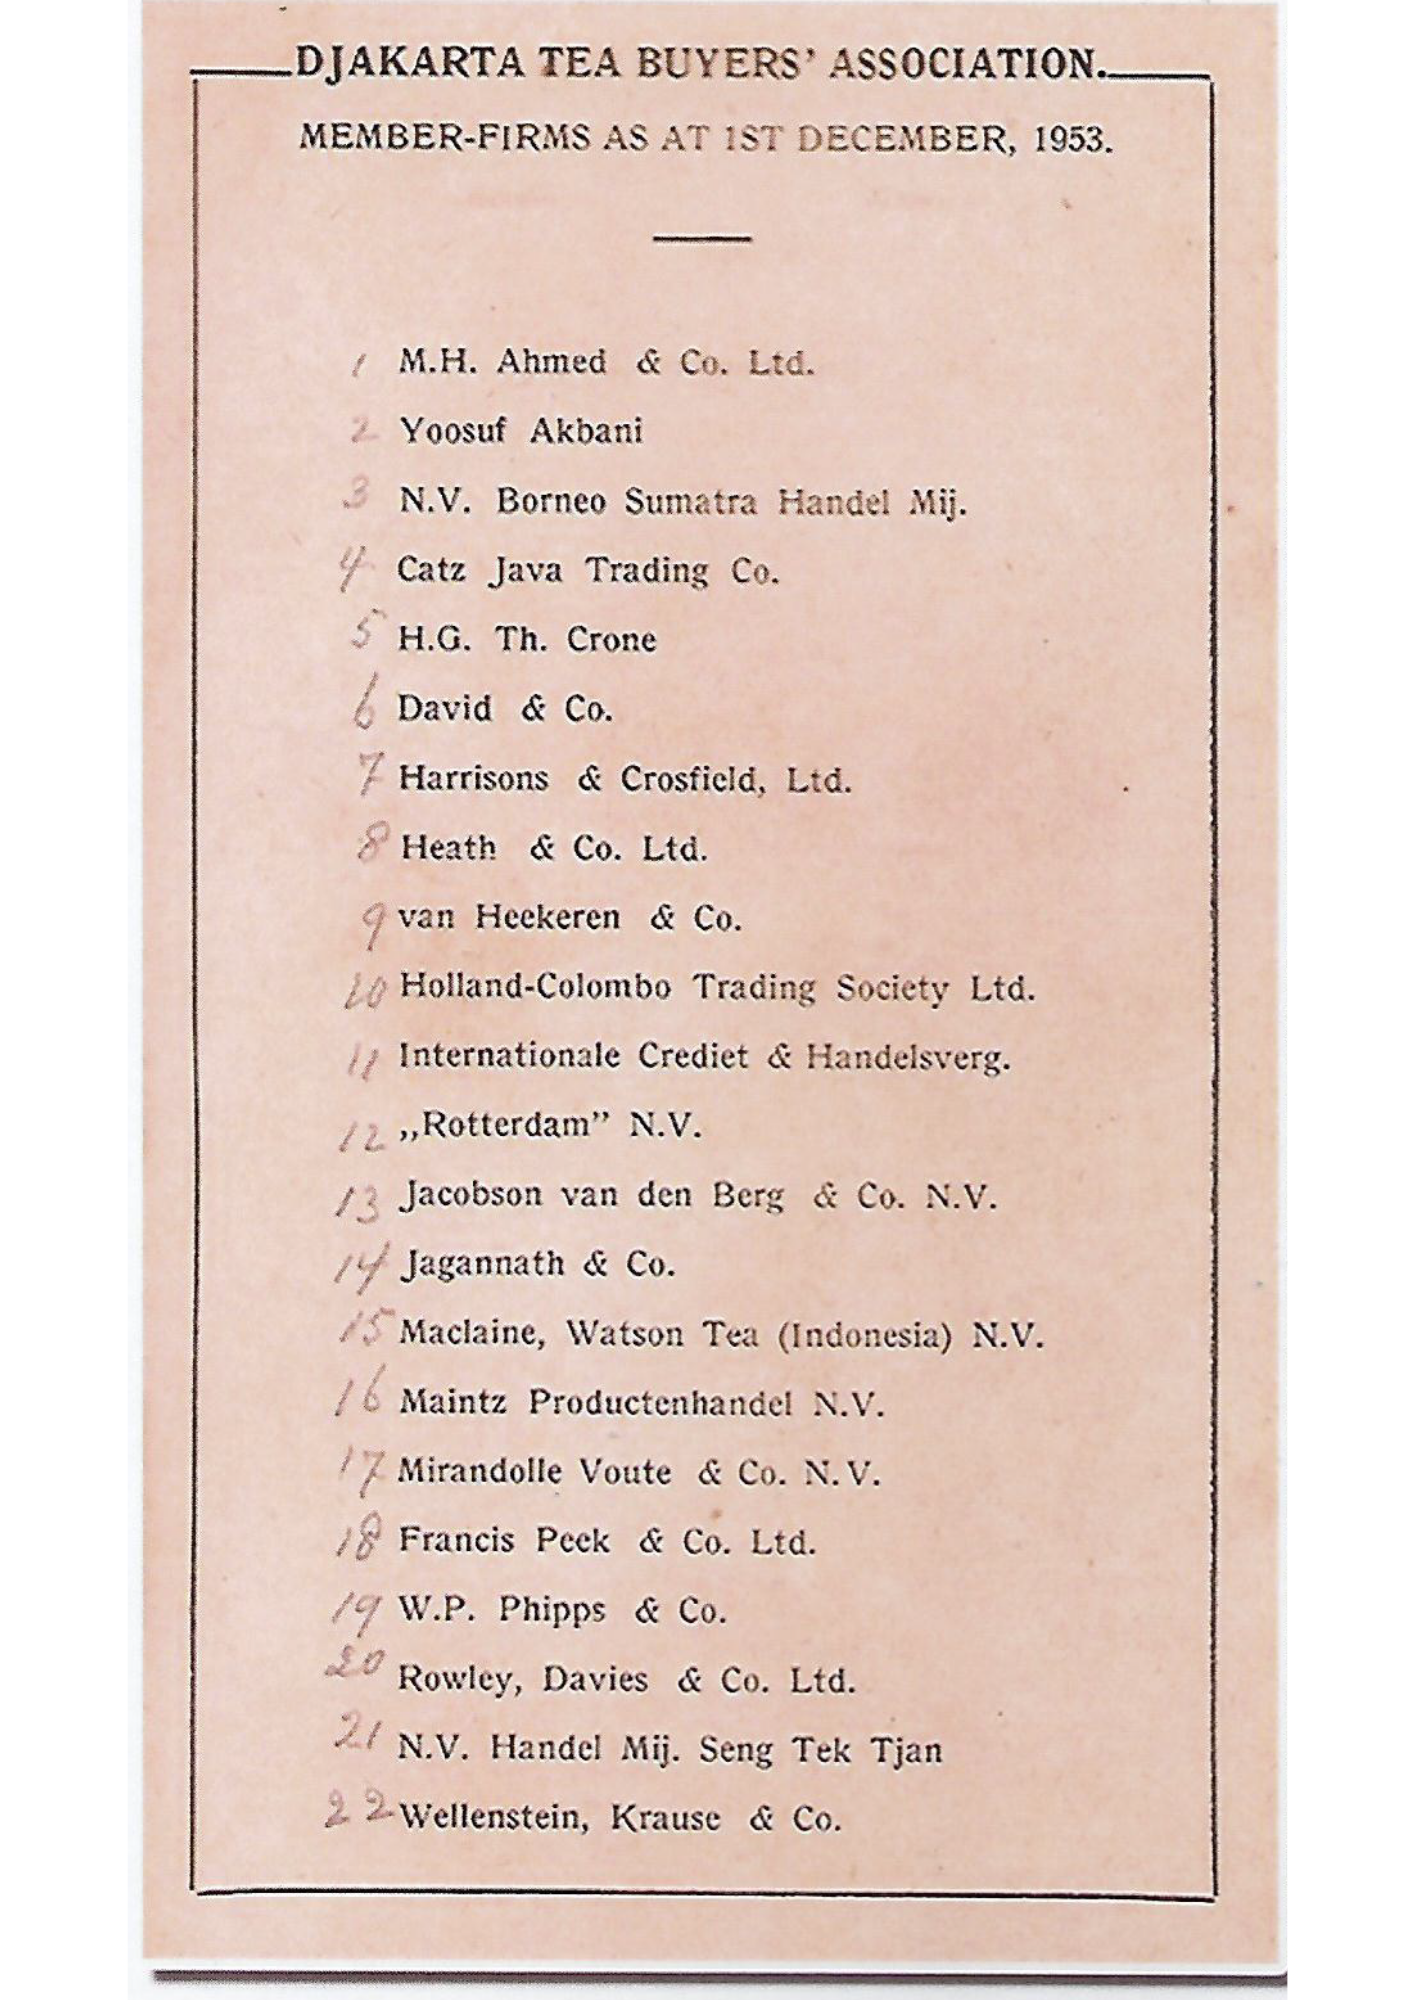 DJAKARTA TEA BUYERS' ASSOCIATION.
MEMBER-FIRMS AS AT 1ST DECEMBER, 1953.
1 M.H. Ahmed & Co. Ltd.
2 Yoosuf Akbani
3 N.V. Borneo Sumatra Handel Mij.
4 Catz Java Trading Co.
5 H.G. Th. Crone
6 David & Co.
7 Harrisons & Crosfield, Ltd.
8 Heath & Co. Ltd.
9 van Heekeren & Co.
10 Holland-Colombo Trading Society Ltd.
11 Internationale Crediet & Handelsverg.
12 „Rotterdam” N.V.
13 Jacobson van den Berg & Co. N.V.
14 Jagannath & Co.
15 Maclaine, Watson Tea (Indonesia) N.V.
16 Maintz Productenhandel N.V.
17 Mirandolle Voute & Co. N.V.
18 Francis Peek & Co. Ltd.
19 W.P. Phipps & Co.
20 Rowley, Davies & Co. Ltd.
21 N.V. Handel Mij. Seng Tek Tjan
22 Wellenstein, Krause & Co.